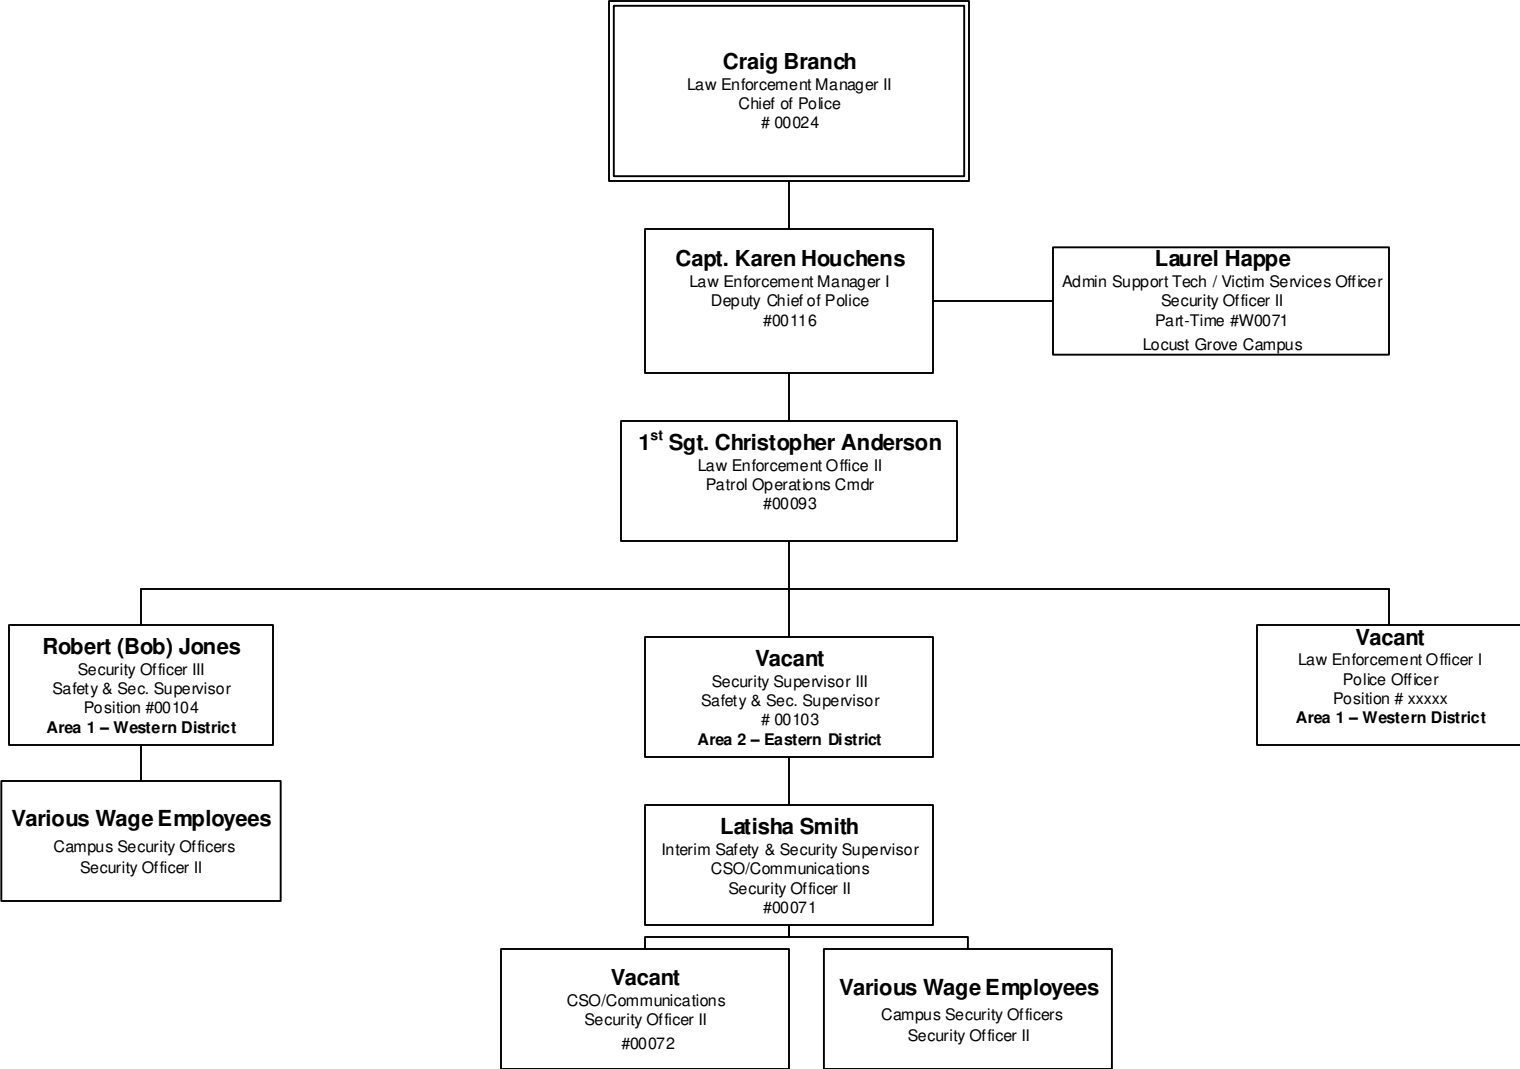 Craig Branch
Law Enforcement Manager II
Chief of Police
# 00024
Capt. Karen Houchens
Law Enforcement Manager I
Deputy Chief of Police
#00116
Laurel Happe
Admin Support Tech / Victim Services Officer
Security Officer II
Part-Time #W0071
Locust Grove Campus
1st Sgt. Christopher Anderson
Law Enforcement Office II
Patrol Operations Cmdr
#00093
Robert (Bob) Jones
Security Officer III
Safety & Sec. Supervisor
Position #00104
Area 1 – Western District
Vacant
Security Supervisor III
Safety & Sec. Supervisor
# 00103
Area 2 – Eastern District
Vacant
Law Enforcement Officer I
Police Officer
Position # xxxxx
Area 1 – Western District
Various Wage Employees
Campus Security Officers
Security Officer II
Latisha Smith
Interim Safety & Security Supervisor
CSO/Communications
Security Officer II
#00071
Vacant
CSO/Communications
Security Officer II
#00072
Various Wage Employees
Campus Security Officers
Security Officer II